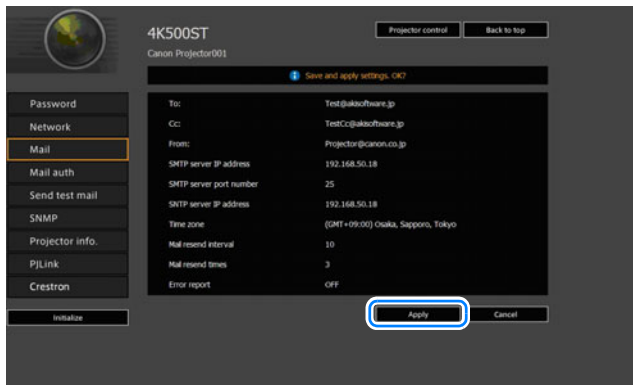 4K500ST
Projector control
Back to top
Canon Projector001
Save and apply settings. OK?
Password
Network
Mail
Mail auth
Send test mail
SNMP
Projector info.
PJLink
Crestron
Initialize
To: Test@akisoftware.jp
Cc: TestCc@akisoftware.jp
From: Projector@canon.co.jp
SMTP server IP address 192.168.50.18
SMTP server port number 25
SNTP server IP address 192.168.50.18
Time zone (GMT+09:00) Osaka, Sapporo, Tokyo
Mail resend interval 10
Mail resend times 3
Error report OFF
Apply
Cancel